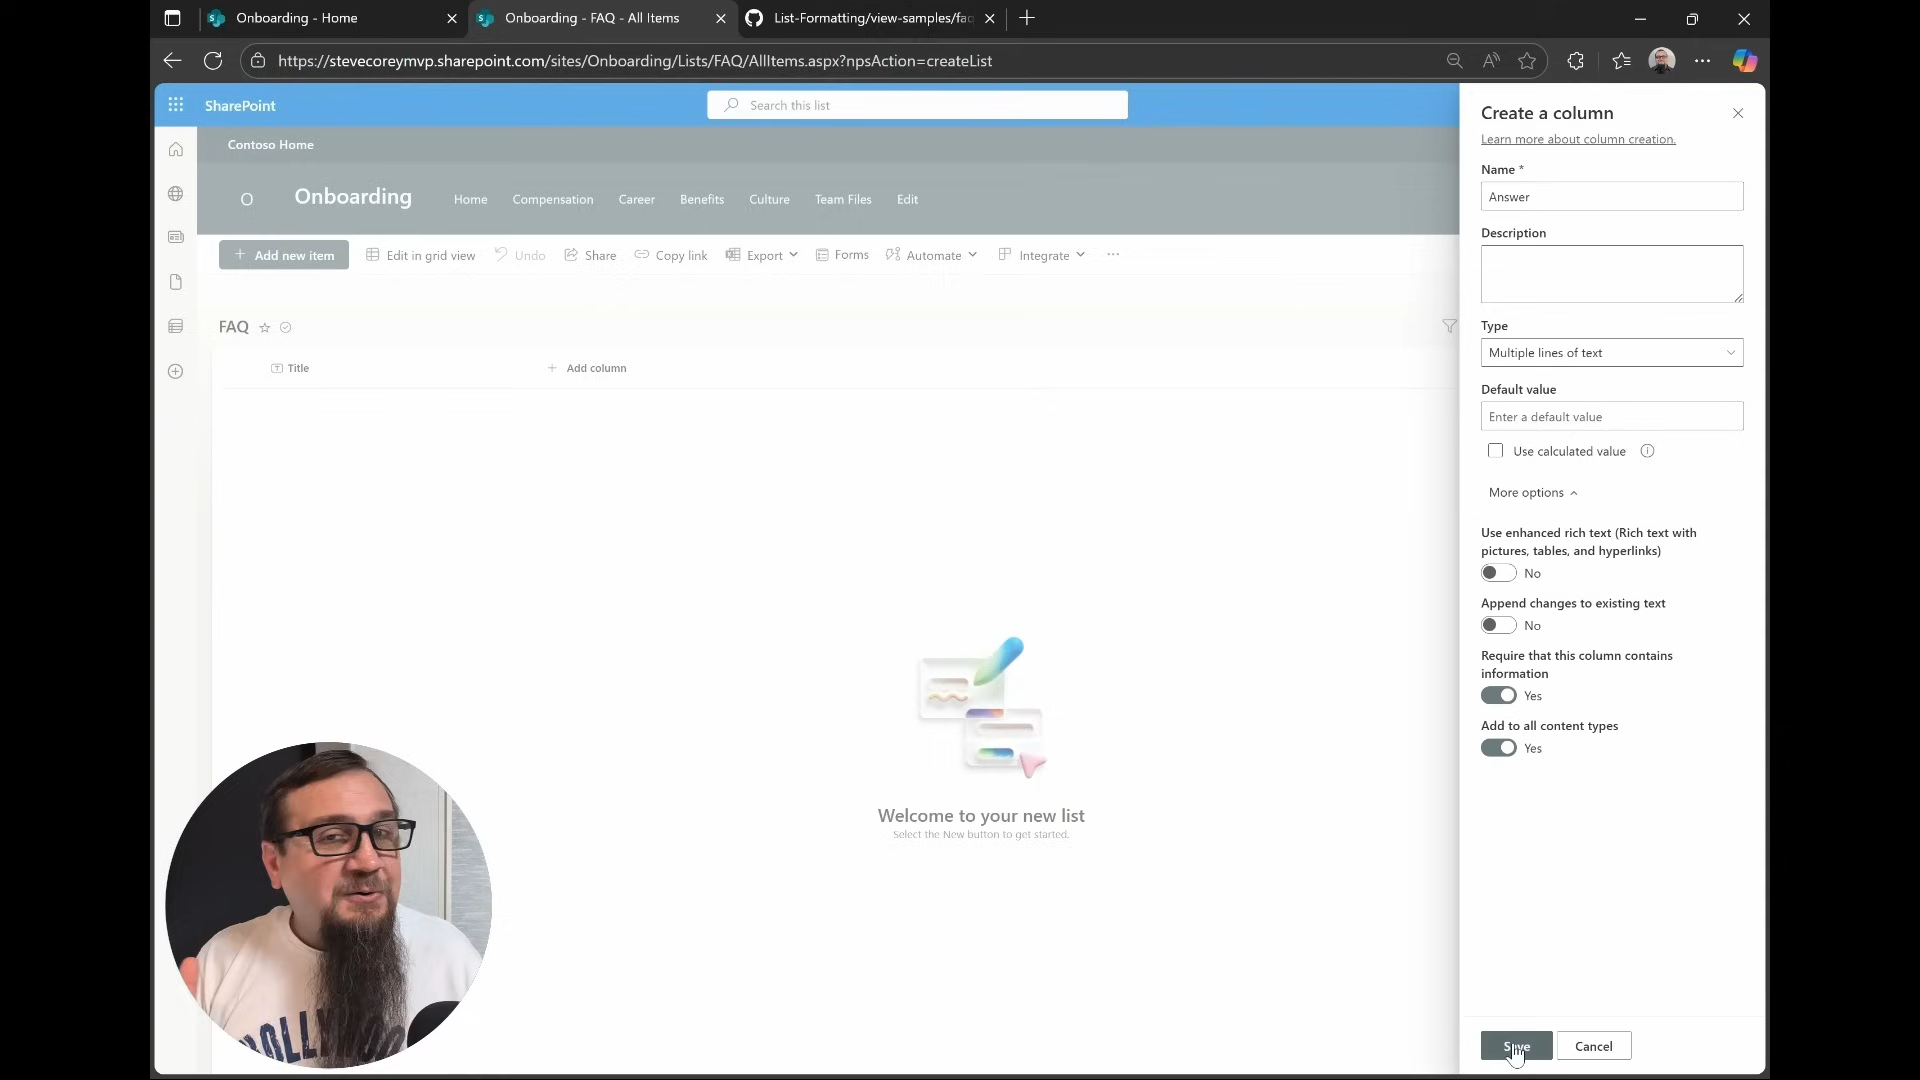 Onboarding - Home
Onboarding - FAQ - All Items
List-Formatting/view-samples/faq
https://stevecoreymvp.sharepoint.com/sites/Onboarding/Lists/FAQ/AllItems.aspx?npsAction=createList
SharePoint
Search this list
Contoso Home
O
Onboarding
Home
Compensation
Career
Benefits
Culture
Team Files
Edit
Add new item
Edit in grid view
Undo
Share
Copy link
Export
Forms
Automate
Integrate
FAQ
Title
Add column
Welcome to your new list
Select the New button to get started.
Create a column
Learn more about column creation.
Name *
Answer
Description
Type
Multiple lines of text
Default value
Enter a default value
Use calculated value
More options
Use enhanced rich text (Rich text with
pictures, tables, and hyperlinks)
No
Append changes to existing text
No
Require that this column contains
information
Yes
Add to all content types
Yes
Save
Cancel